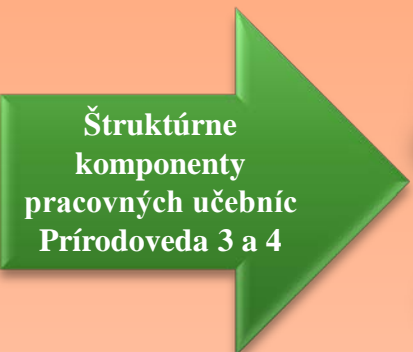 Štruktúrne
komponenty
pracovných učebníc
Prírodoveda 3 a 4